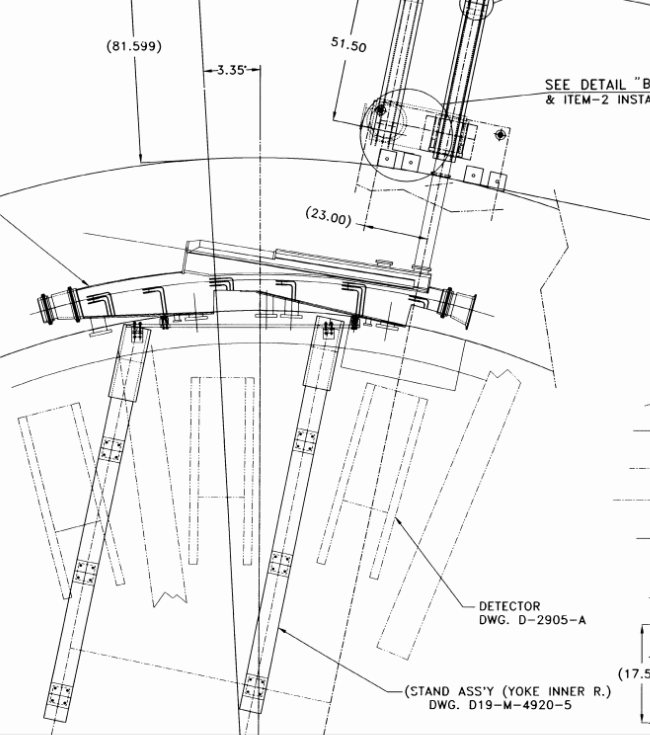 (81.599)
51.50
3.35°
SEE DETAIL "B
& ITEM-2 INSTA
(23.00)
DETECTOR
DWG. D-2905-A
(17.5
(STAND ASS'Y (YOKE INNER R.)
DWG. D19-M-4920-5